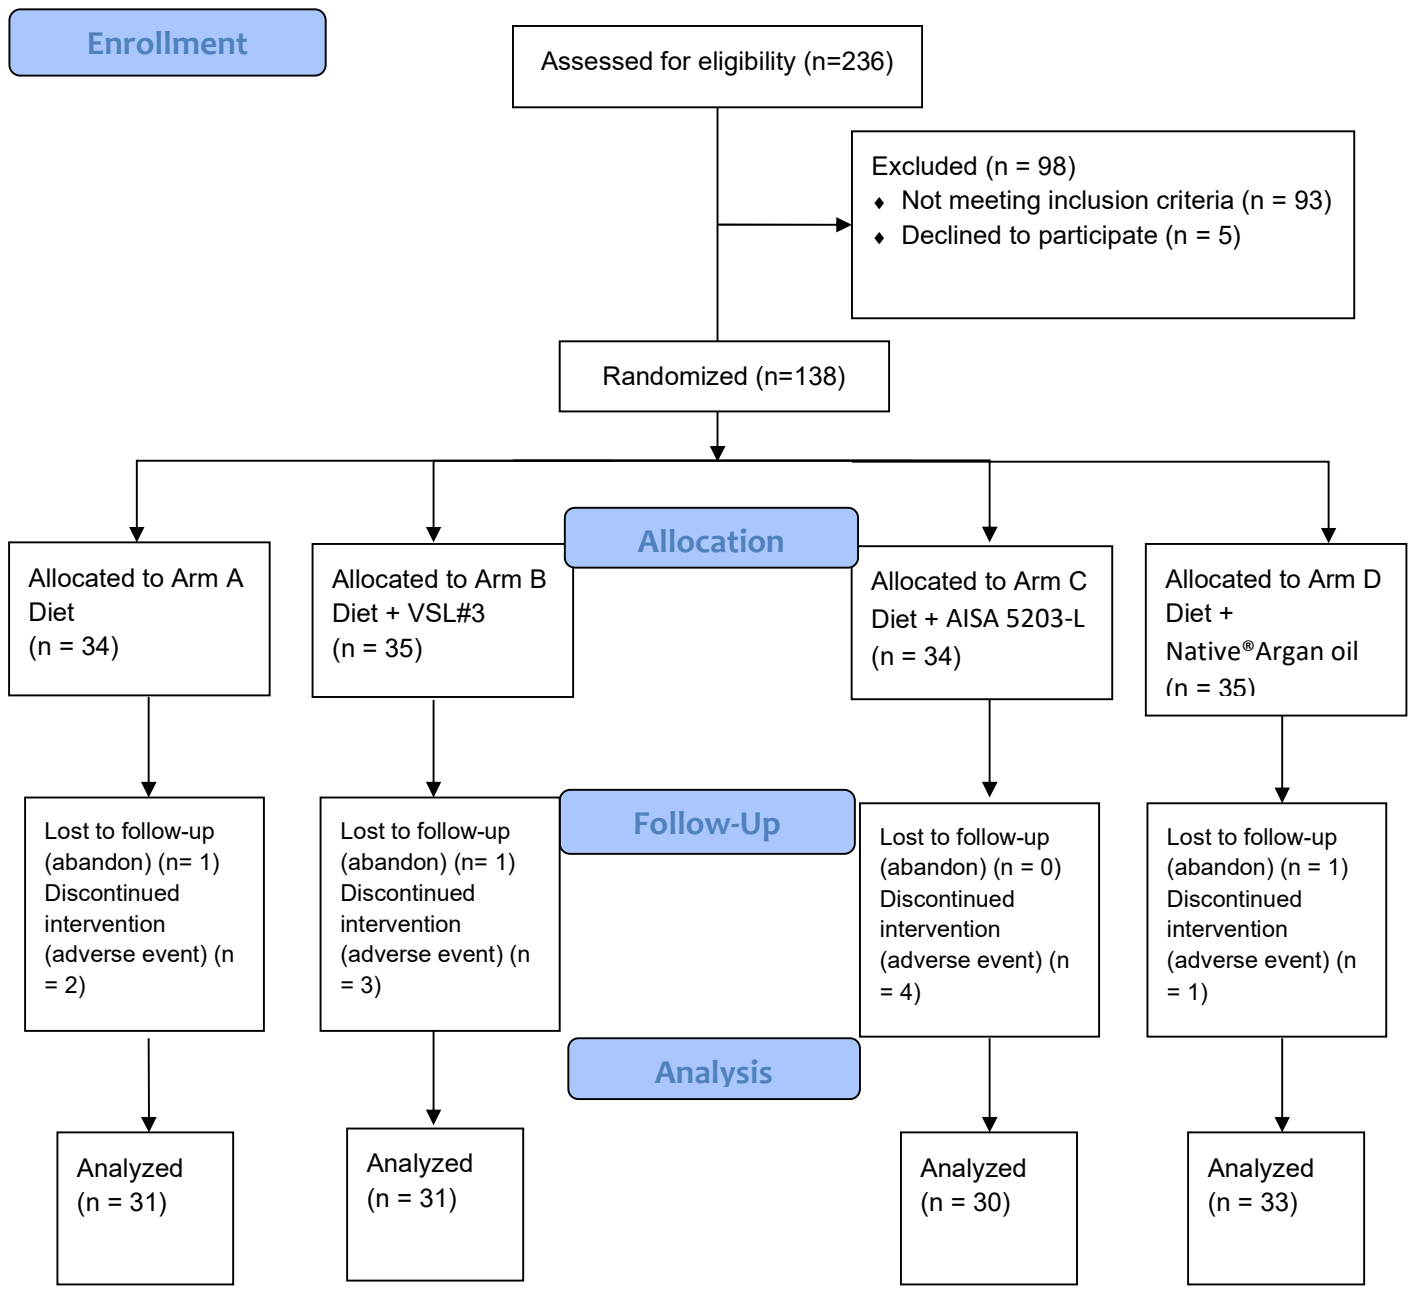 Enrollment
Assessed for eligibility (n=236)
Excluded (n = 98)
♦ Not meeting inclusion criteria (n = 93)
♦ Declined to participate (n = 5)
Randomized (n=138)
Allocation
Allocated to Arm A
Diet
(n = 34)
Allocated to Arm B
Diet + VSL#3
(n = 35)
Allocated to Arm C
Diet + AISA 5203-L
(n = 34)
Allocated to Arm D
Diet +
Native®Argan oil
(n = 35)
Follow-Up
Lost to follow-up
(abandon) (n= 1)
Discontinued
intervention
(adverse event) (n
= 2)
Lost to follow-up
(abandon) (n= 1)
Discontinued
intervention
(adverse event) (n
= 3)
Lost to follow-up
(abandon) (n = 0)
Discontinued
intervention
(adverse event) (n
= 4)
Lost to follow-up
(abandon) (n = 1)
Discontinued
intervention
(adverse event) (n
= 1)
Analysis
Analyzed
(n = 31)
Analyzed
(n = 31)
Analyzed
(n = 30)
Analyzed
(n = 33)